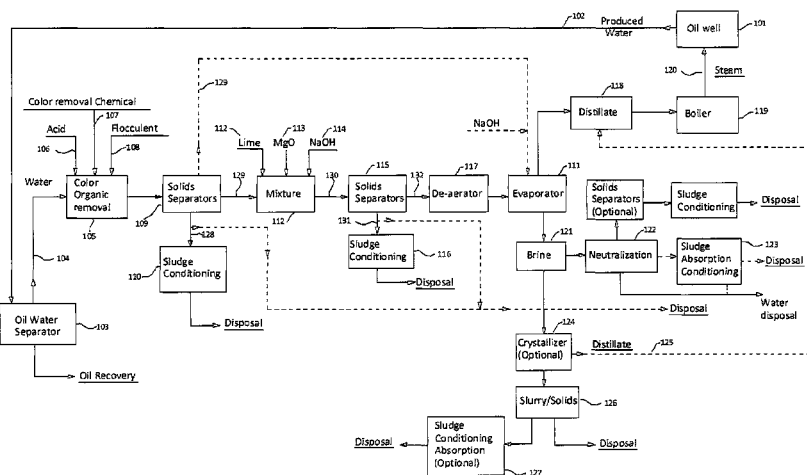 102
Produced
Water
Oil well
101
120
Steam
118
Distillate
Boiler
119
129
Color removal Chemical
107
Acid
Flocculent
106
108
Water
Color
Organic
removal
105
104
Solids
Separators
109
129
112
Lime
113
MgO
114
NaOH
Mixture
112
130
115
Solids
Separators
132
117
De-aerator
NaOH
111
Evaporator
128
Sludge
Conditioning
110
Disposal
131
Sludge
Conditioning
116
Disposal
121
Brine
Solids
Separators
(Optional)
Sludge
Conditioning
Disposal
122
Neutralization
Sludge
Absorption
Conditioning
123
Disposal
Water
disposal
Disposal
Oil Water
Separator
103
Oil Recovery
124
Crystallizer
(Optional)
Distillate
125
Slurry/Solids
126
Disposal
Sludge
Conditioning
Absorption
(Optional)
127
Disposal